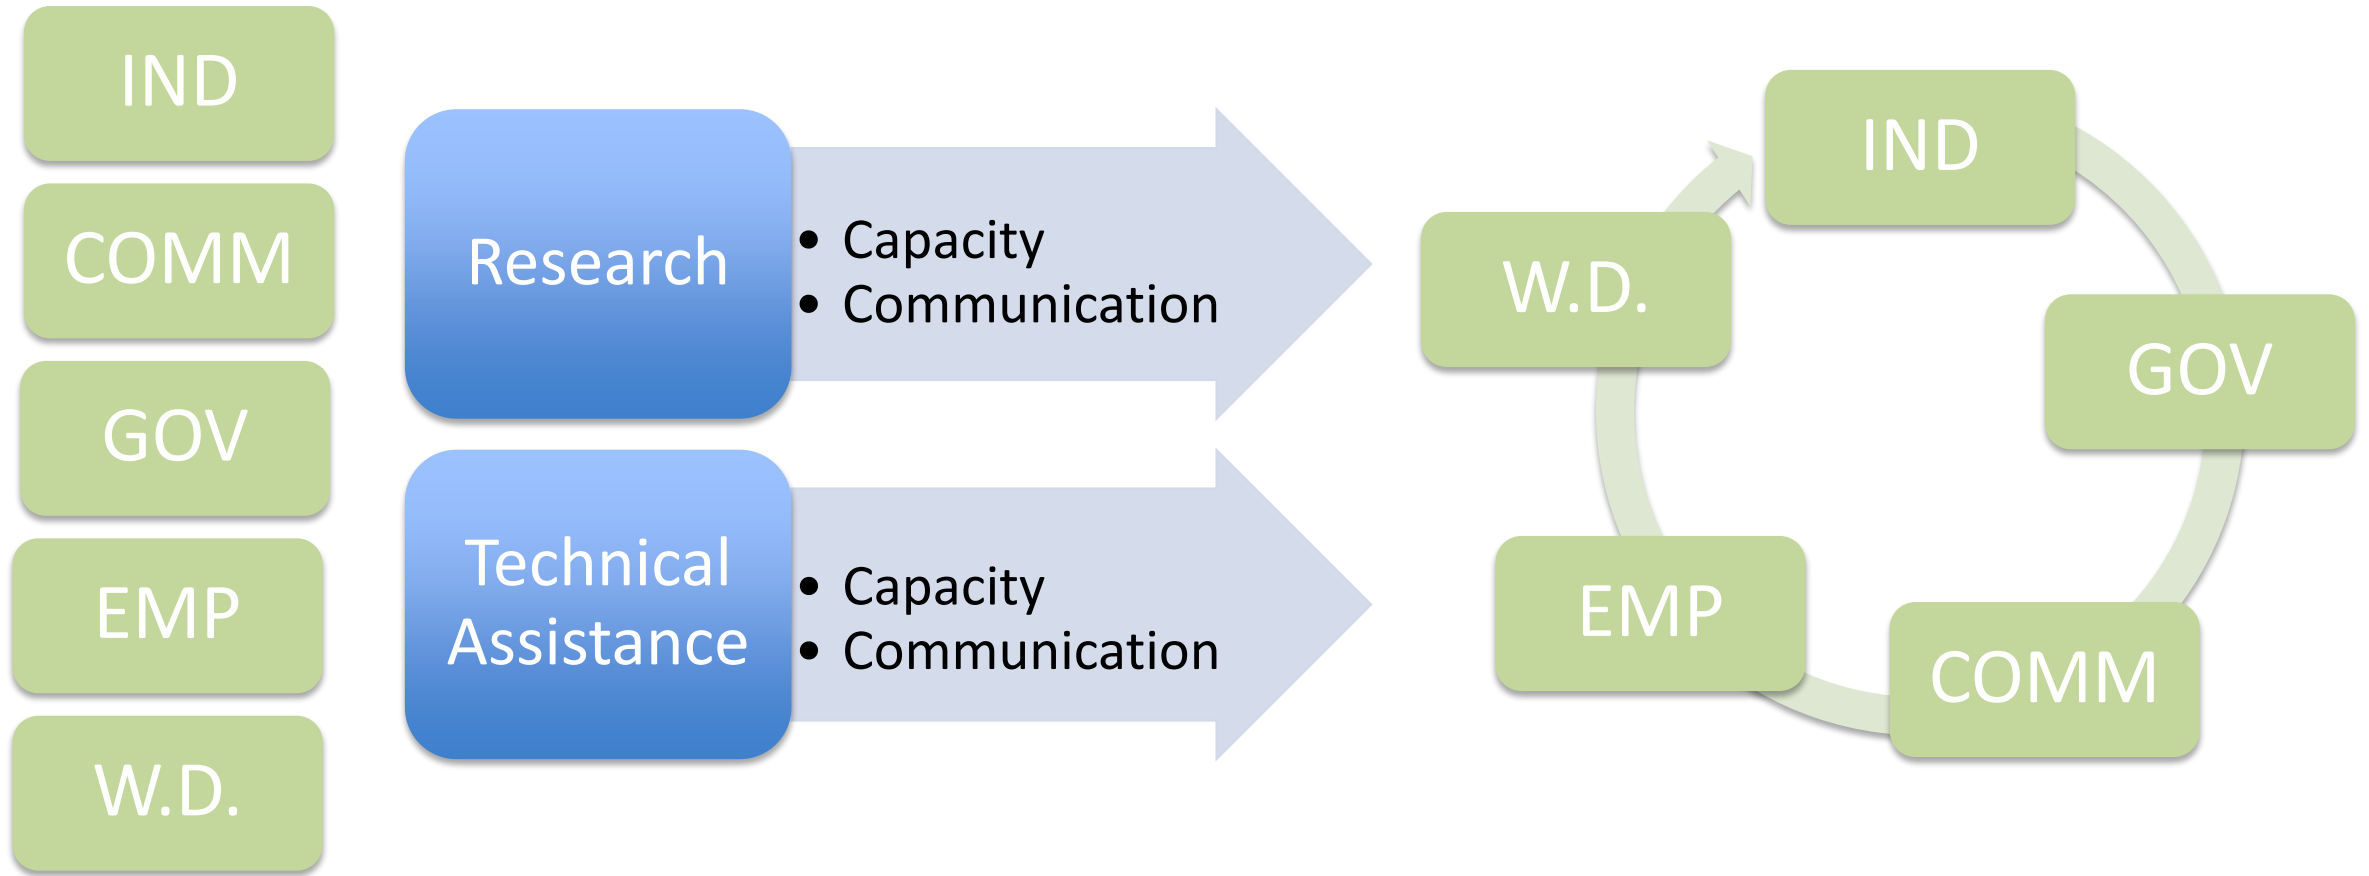 IND
COMM
GOV
EMP
W.D.
Research
• Capacity
• Communication
Technical
Assistance
• Capacity
• Communication
IND
GOV
COMM
EMP
W.D.